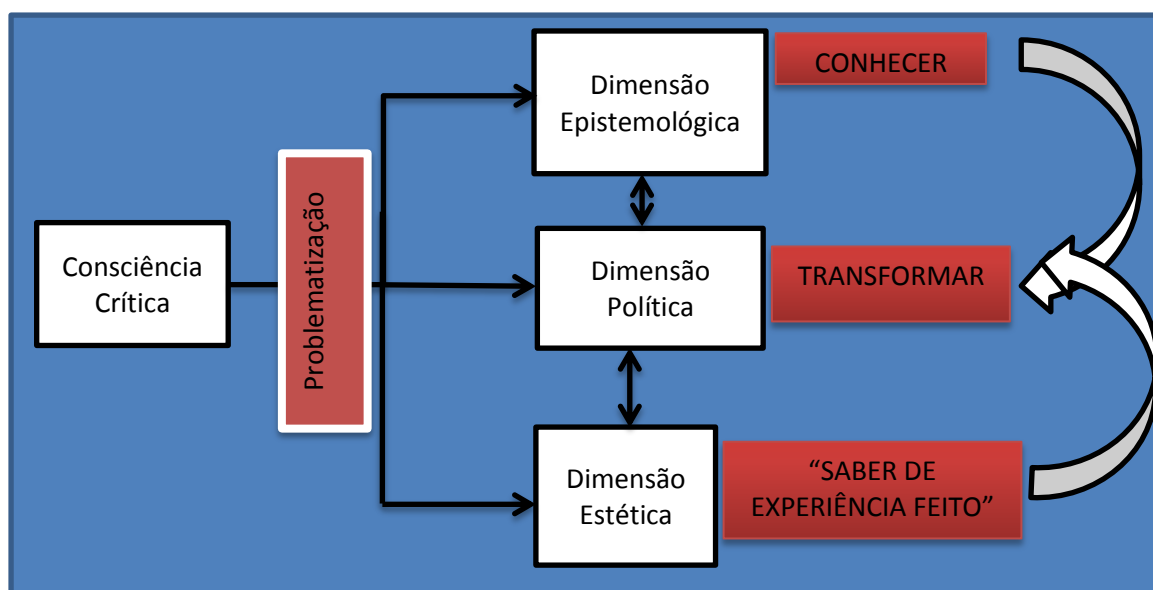 Consciência
Crítica
Problematização
Dimensão
Epistemológica
CONHECER
Dimensão
Política
TRANSFORMAR
Dimensão
Estética
“SABER DE
EXPERIÊNCIA FEITO”